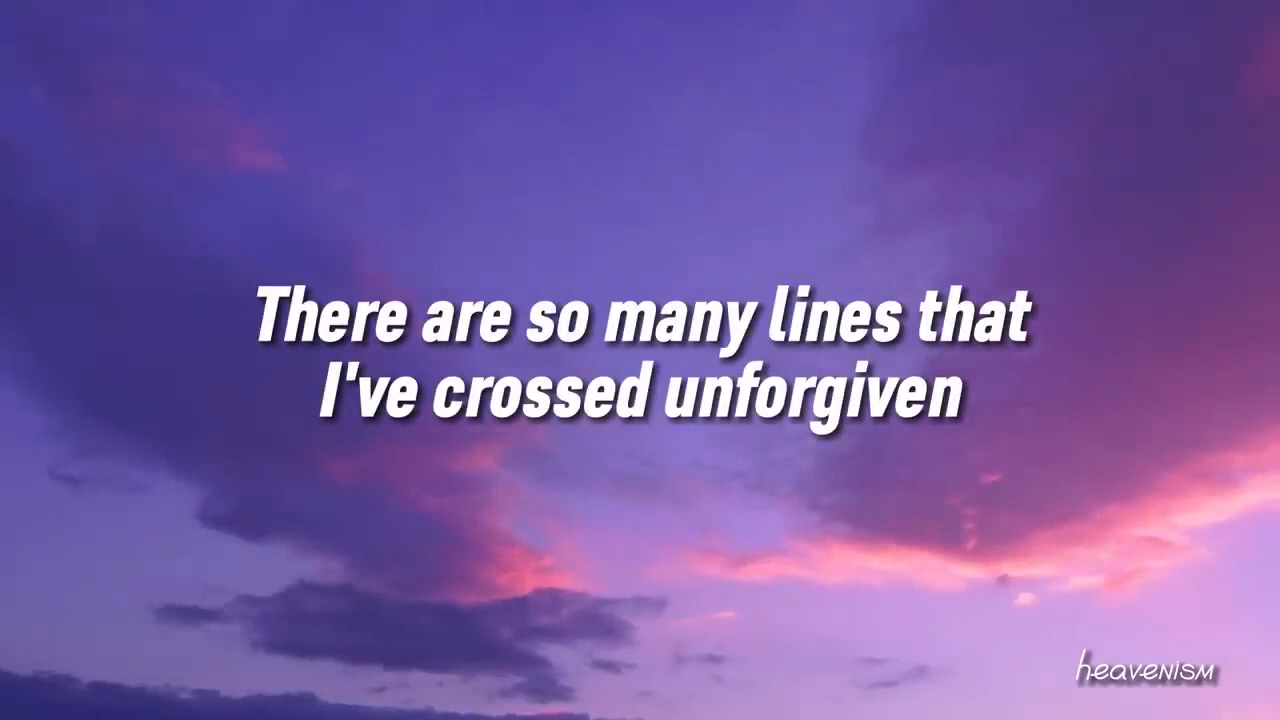 There are so many lines that
I've crossed unforgiven
heavenism